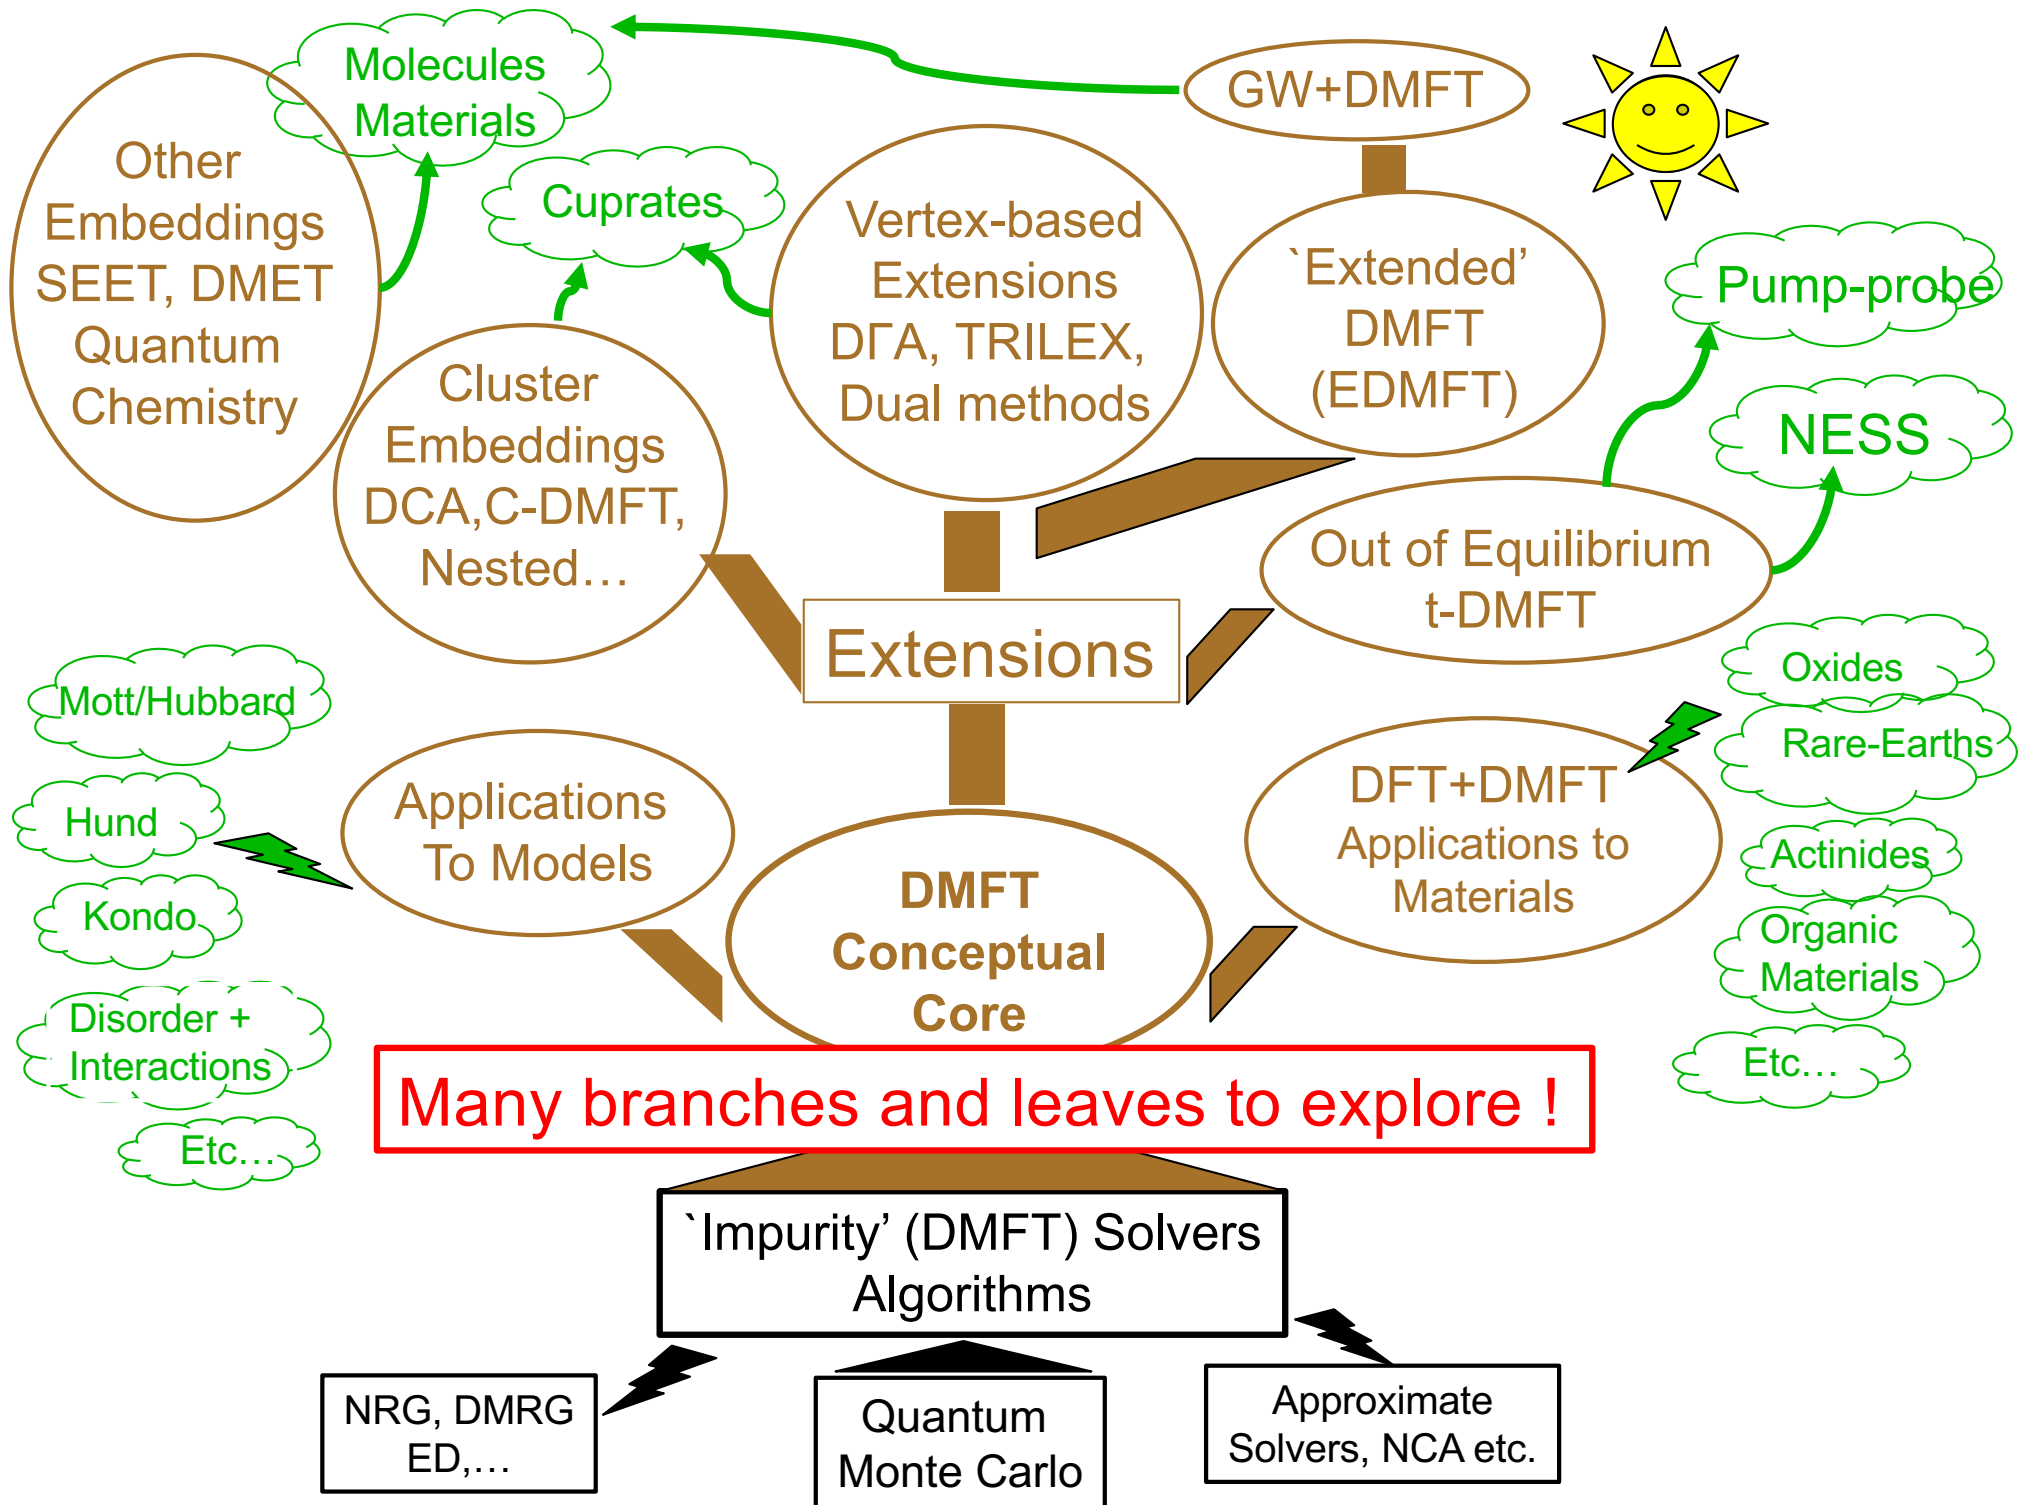 Molecules
Materials
GW+DMFT
Other
Embeddings
SEET, DMET
Quantum
Chemistry
Cuprates
Vertex-based
Extensions
DΓA, TRILEX,
Dual methods
`Extended’
DMFT
(EDMFT)
Pump-probe
NESS
Cluster
Embeddings
DCA,C-DMFT,
Nested…
Out of Equilibrium
t-DMFT
Extensions
Mott/Hubbard
Hund
Kondo
Disorder +
Interactions
Etc…
Applications
To Models
DFT+DMFT
Applications to
Materials
Oxides
Rare-Earths
Actinides
Organic
Materials
Etc…
DMFT
Conceptual
Core
Many branches and leaves to explore !
`Impurity’ (DMFT) Solvers
Algorithms
NRG, DMRG
ED,…
Quantum
Monte Carlo
Approximate
Solvers, NCA etc.